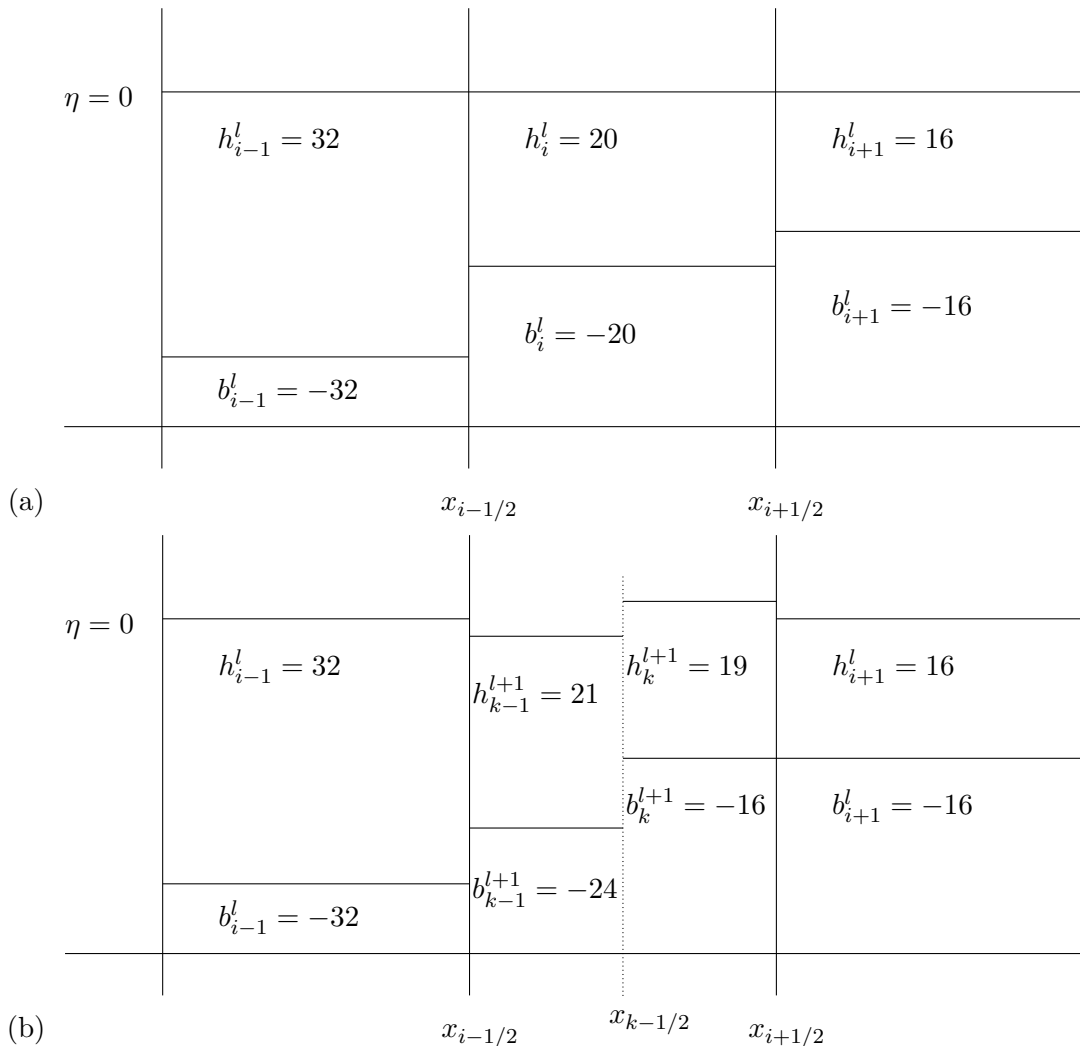 η = 0
h^l_{i−1} = 32
h^l_i = 20
h^l_{i+1} = 16
b^l_{i−1} = −32
b^l_i = −20
b^l_{i+1} = −16
(a)
x_{i−1/2}
x_{i+1/2}
η = 0
h^l_{i−1} = 32
h^{l+1}_{k−1} = 21
h^{l+1}_k = 19
h^l_{i+1} = 16
b^l_{i−1} = −32
b^{l+1}_{k−1} = −24
b^{l+1}_k = −16
b^l_{i+1} = −16
(b)
x_{i−1/2}
x_{k−1/2}
x_{i+1/2}